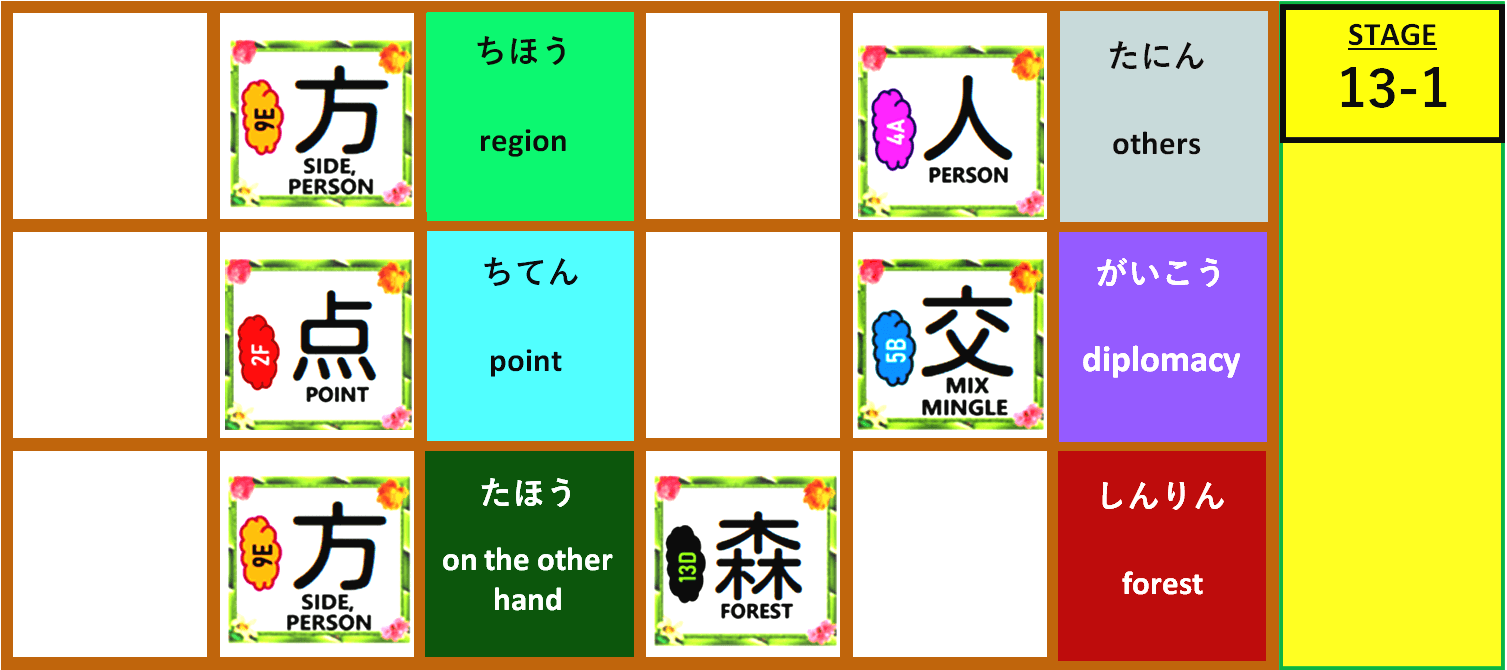 9E
方
SIDE,
PERSON
ちほう
region
4A
人
PERSON
たにん
others
STAGE
13-1
2F
点
POINT
ちてん
point
5B
交
MIX
MINGLE
がいこう
diplomacy
9E
方
SIDE,
PERSON
たほう
on the other
hand
13D
森
FOREST
しんりん
forest